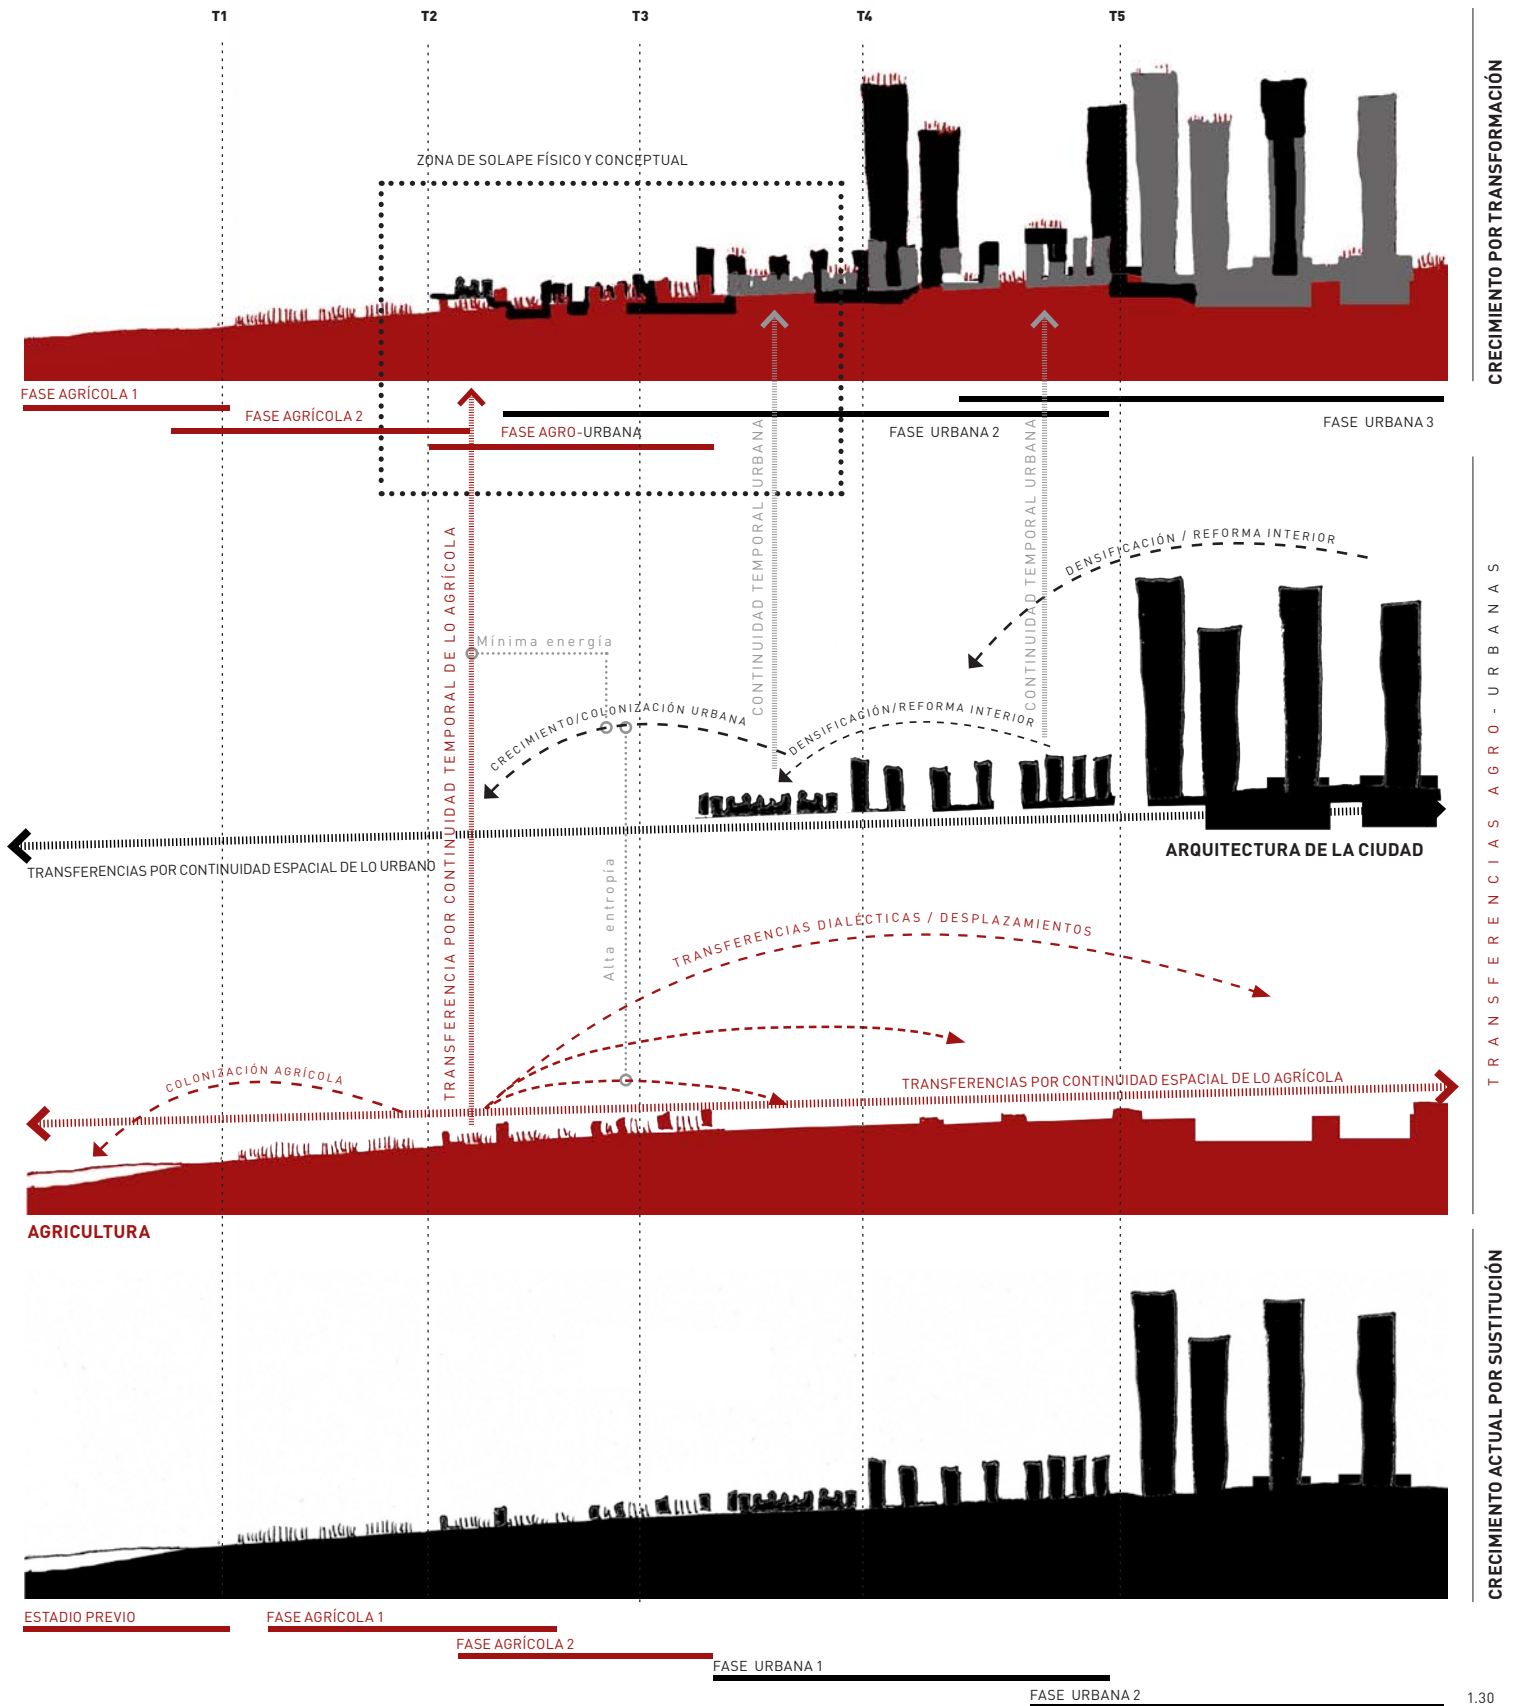 T1
T2
T3
T4
T5
CRECIMIENTO POR TRANSFORMACIÓN
ZONA DE SOLAPE FÍSICO Y CONCEPTUAL
FASE AGRÍCOLA 1
FASE AGRÍCOLA 2
FASE AGRO-URBANA
FASE URBANA 2
FASE URBANA 3
TRANSFERENCIAS AGRO-URBANAS
TRANSFERENCIA POR CONTINUIDAD TEMPORAL DE LO AGRÍCOLA
CONTINUIDAD TEMPORAL URBANA
CONTINUIDAD TEMPORAL URBANA
DENSIFICACIÓN / REFORMA INTERIOR
Mínima energía
CRECIMIENTO/COLONIZACIÓN URBANA
DENSIFICACIÓN/REFORMA INTERIOR
TRANSFERENCIAS POR CONTINUIDAD ESPACIAL DE LO URBANO
ARQUITECTURA DE LA CIUDAD
Alta entropía
TRANSFERENCIAS DIALÉCTICAS / DESPLAZAMIENTOS
COLONIZACIÓN AGRÍCOLA
TRANSFERENCIAS POR CONTINUIDAD ESPACIAL DE LO AGRÍCOLA
AGRICULTURA
CRECIMIENTO ACTUAL POR SUSTITUCIÓN
ESTADIO PREVIO
FASE AGRÍCOLA 1
FASE AGRÍCOLA 2
FASE URBANA 1
FASE URBANA 2
1.30